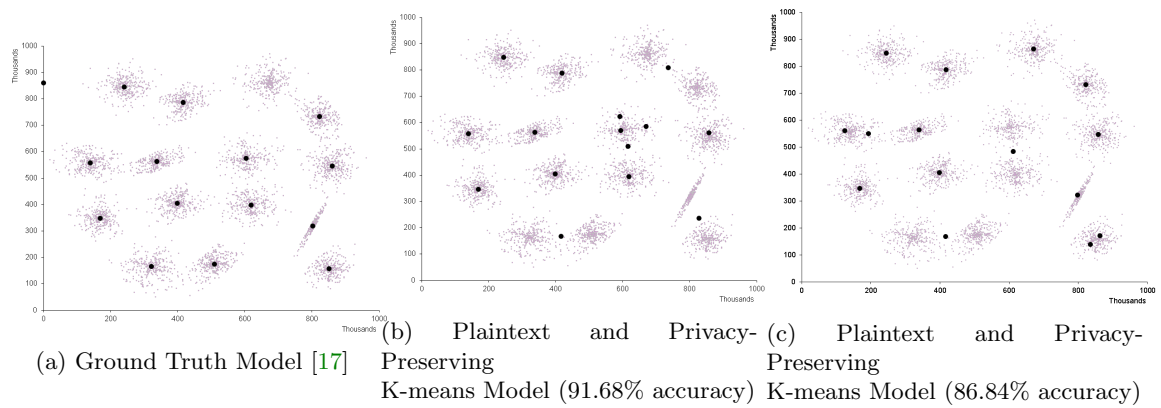 Thousands
1000
900
800
700
600
500
400
300
200
100
0
0 200 400 600 800 1000
Thousands
(a) Ground Truth Model [17]
Thousands
1000
900
800
700
600
500
400
300
200
100
0
0 200 400 600 800 1000
Thousands
(b) Plaintext and Privacy-
Preserving
K-means Model (91.68% accuracy)
Thousands
1000
900
800
700
600
500
400
300
200
100
0
0 200 400 600 800 1000
Thousands
(c) Plaintext and Privacy-
Preserving
K-means Model (86.84% accuracy)